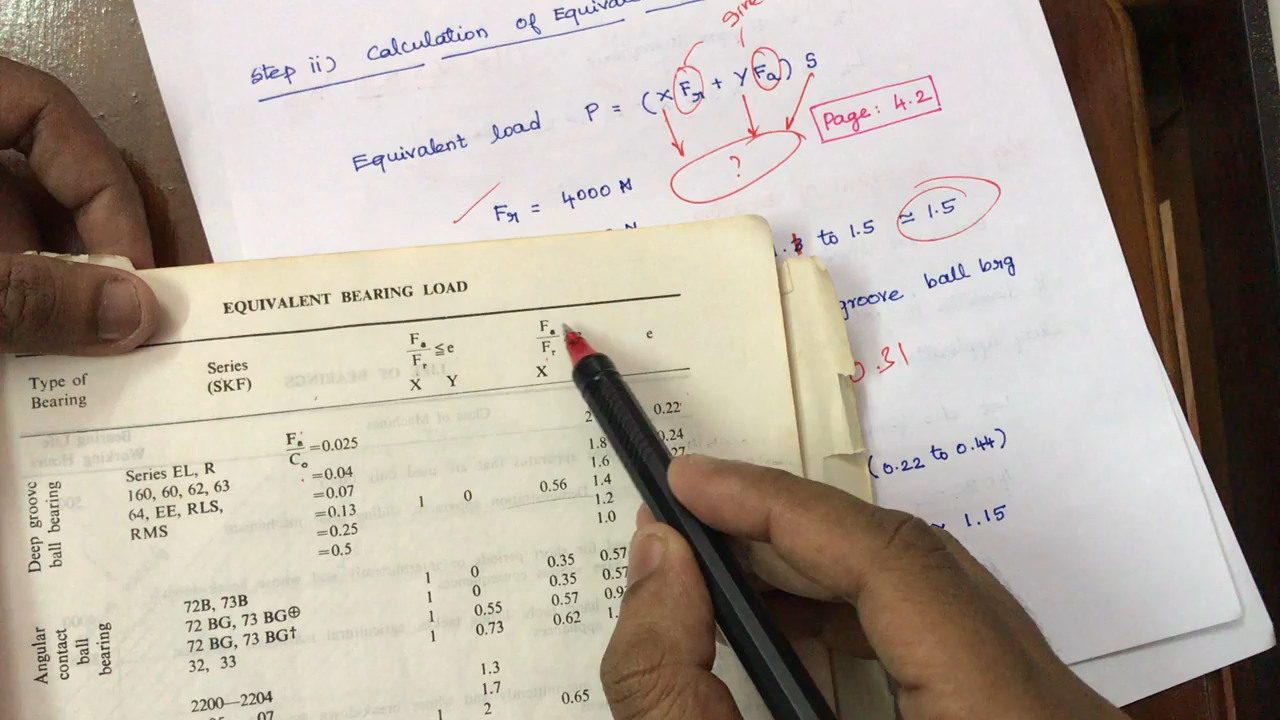 Step ii) Calculation of
Equivalent load P = (X Fr + Y Fa) S
Page: 4.2
?
Fr = 4000 N
N
to 1.5 ≃ 1.5
groove ball brg
0.31
(0.22 to 0.44)
≃ 1.15
EQUIVALENT BEARING LOAD
Type of Bearing
Series (SKF)
Fa/Fr ≦ e
X Y
Fa/Fr
X
e
Deep groove ball bearing
Series EL, R
160, 60, 62, 63
64, EE, RLS,
RMS
Fa/Co =0.025
=0.04
=0.07
=0.13
=0.25
=0.5
1 0 0.56
2 0.22
1.8 0.24
1.6
1.4
1.2
1.0
Angular contact ball bearing
72B, 73B 1 0 0.35 0.57
72 BG, 73 BG⊕ 1 0 0.35 0.57
72 BG, 73 BG† 1 0.55 0.57
32, 33 1 0.73 0.62
2200—2204 1.3
07 1.7
1 2 0.65